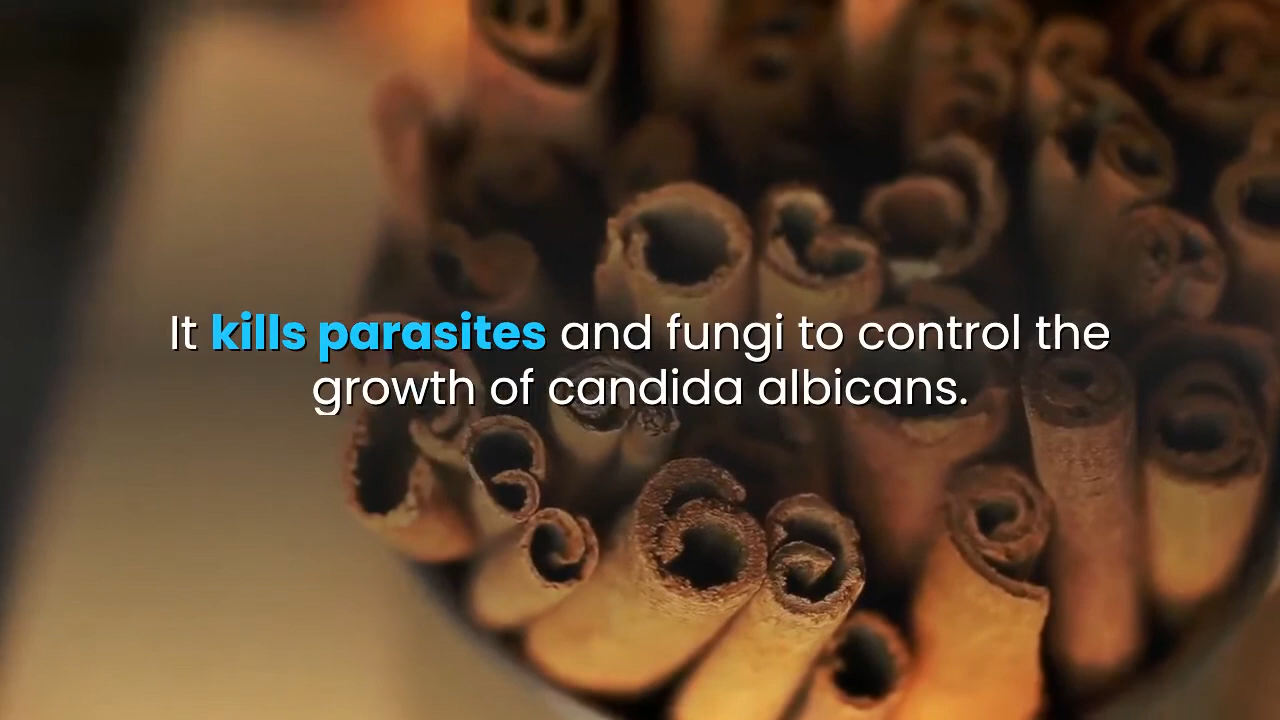 It kills parasites and fungi to control the
growth of candida albicans.